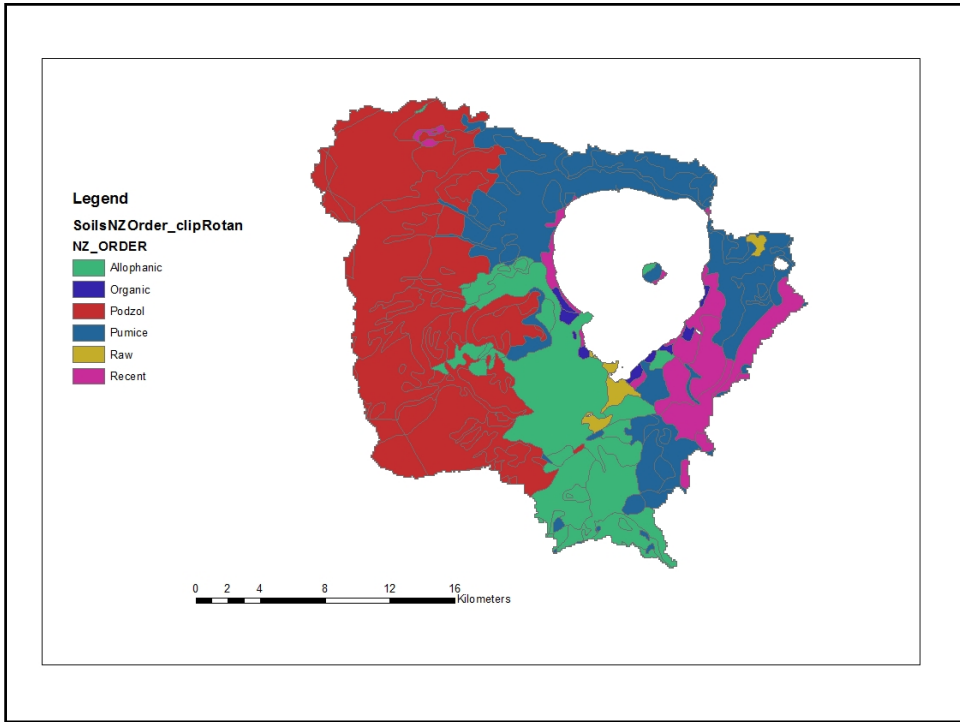 Legend
SoilsNZOrder_clipRotan
NZ_ORDER
Allophanic
Organic
Podzol
Pumice
Raw
Recent
0 2 4 8 12 16
Kilometers